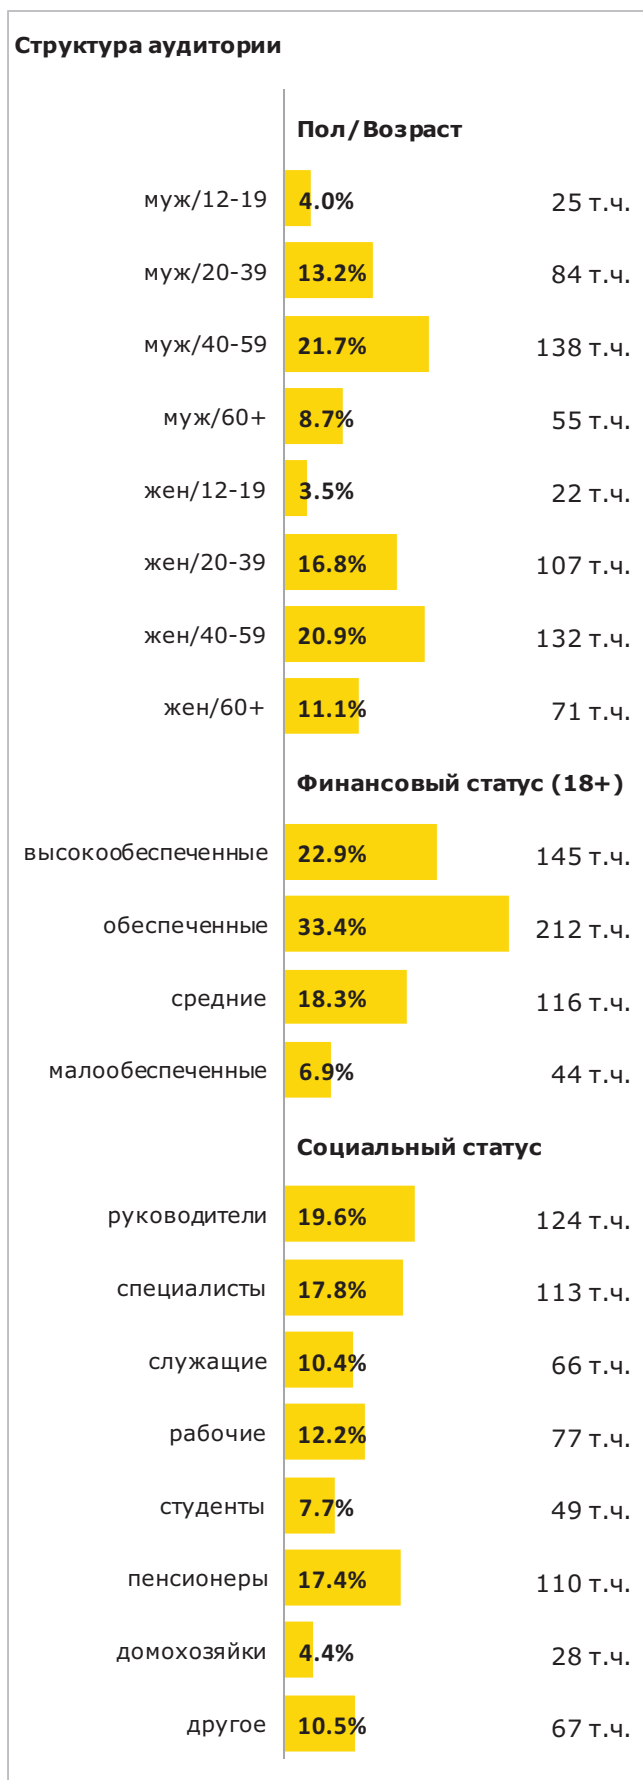 Структура аудитории
Пол/Возраст
муж/12-19 4.0% 25 т.ч.
муж/20-39 13.2% 84 т.ч.
муж/40-59 21.7% 138 т.ч.
муж/60+ 8.7% 55 т.ч.
жен/12-19 3.5% 22 т.ч.
жен/20-39 16.8% 107 т.ч.
жен/40-59 20.9% 132 т.ч.
жен/60+ 11.1% 71 т.ч.
Финансовый статус (18+)
высокообеспеченные 22.9% 145 т.ч.
обеспеченные 33.4% 212 т.ч.
средние 18.3% 116 т.ч.
малообеспеченные 6.9% 44 т.ч.
Социальный статус
руководители 19.6% 124 т.ч.
специалисты 17.8% 113 т.ч.
служащие 10.4% 66 т.ч.
рабочие 12.2% 77 т.ч.
студенты 7.7% 49 т.ч.
пенсионеры 17.4% 110 т.ч.
домохозяйки 4.4% 28 т.ч.
другое 10.5% 67 т.ч.